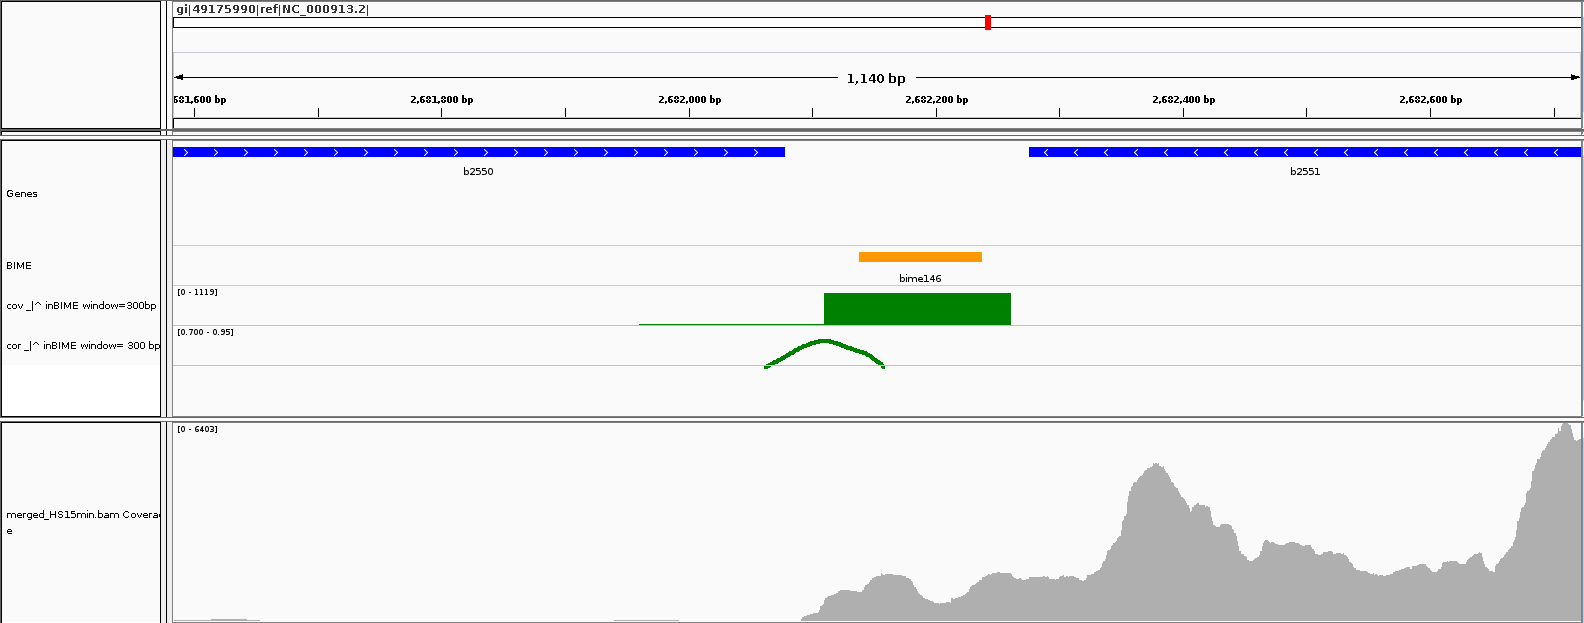 gi|49175990|ref|NC_000913.2|
1,140 bp
681,600 bp 2,681,800 bp 2,682,000 bp 2,682,200 bp 2,682,400 bp 2,682,600 bp
b2550 b2551
Genes
BIME
bime146
[0 - 1119]
cov _|^ inBIME window=300bp
[0.700 - 0.95]
cor _|^ inBIME window= 300 bp
[0 - 6403]
merged_HS15min.bam Coverag
e